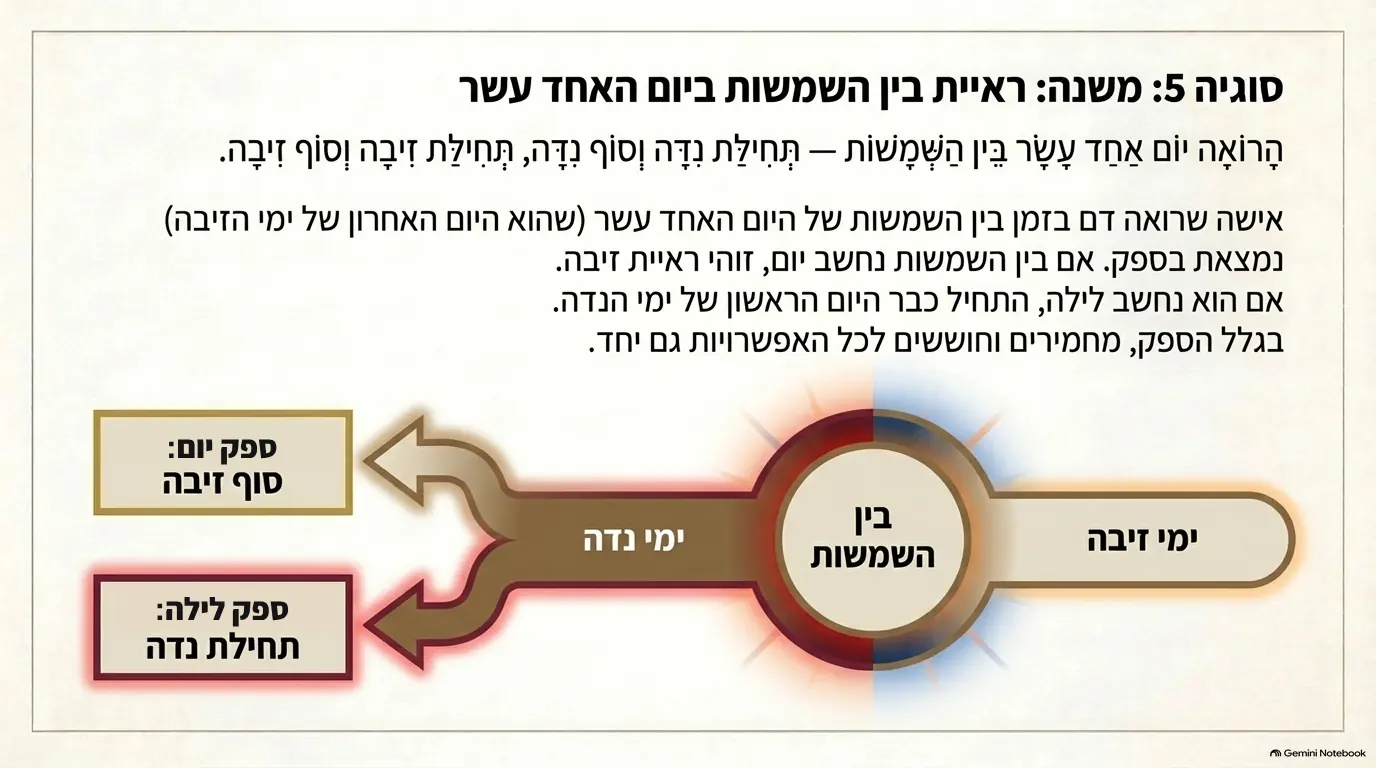 סוגיה 5: משנה: ראיית בין השמשות ביום האחד עשר
הָרוֹאָה יוֹם אַחַד עָשָׂר בֵּין הַשְּׁמָשׁוֹת — תְּחִילַּת נִדָּה וְסוֹף נִדָּה, תְּחִילַּת זִיבָה וְסוֹף זִיבָה.
אישה שרואה דם בזמן בין השמשות של היום האחד עשר (שהוא היום האחרון של ימי הזיבה)
נמצאת בספק. אם בין השמשות נחשב יום, זוהי ראיית זיבה.
אם הוא נחשב לילה, התחיל כבר היום הראשון של ימי הנדה.
בגלל הספק, מחמירים וחוששים לכל האפשרויות גם יחד.
ימי זיבה
בין
השמשות
ימי נדה
ספק יום:
סוף זיבה
ספק לילה:
תחילת נדה
Gemini Notebook